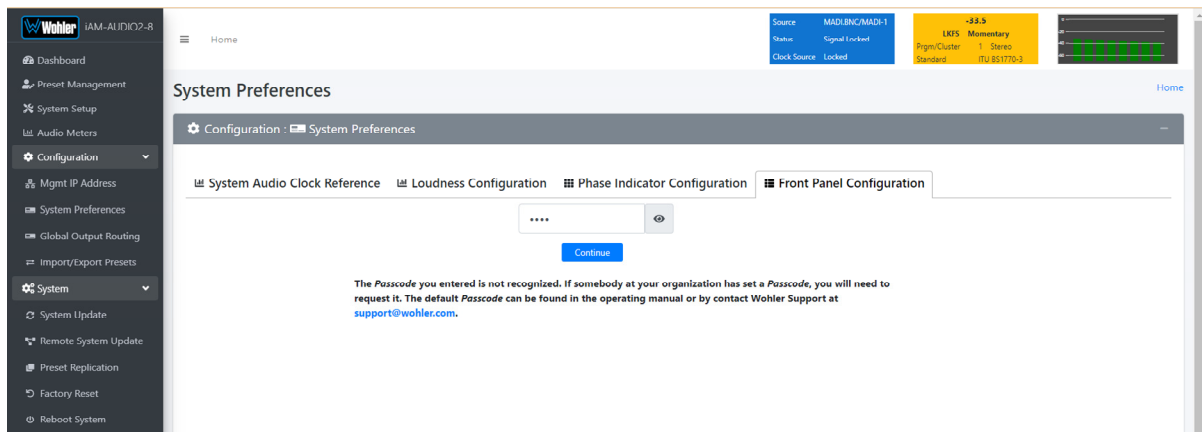 Wohler iAM-AUDIO2-8
Dashboard
Preset Management
System Setup
Audio Meters
Configuration
Mgmt IP Address
System Preferences
Global Output Routing
Import/Export Presets
System
System Update
Remote System Update
Preset Replication
Factory Reset
Reboot System
Home
Source MADI.BNC/MADI-1
Status Signal Locked
Clock Source Locked
-33.5
LKFS Momentary
Prgm/Cluster 1 Stereo
Standard ITU BS1770-3
System Preferences
Home
Configuration : System Preferences
System Audio Clock Reference Loudness Configuration Phase Indicator Configuration Front Panel Configuration
••••
Continue
The Passcode you entered is not recognized. If somebody at your organization has set a Passcode, you will need to
request it. The default Passcode can be found in the operating manual or by contact Wohler Support at
support@wohler.com.